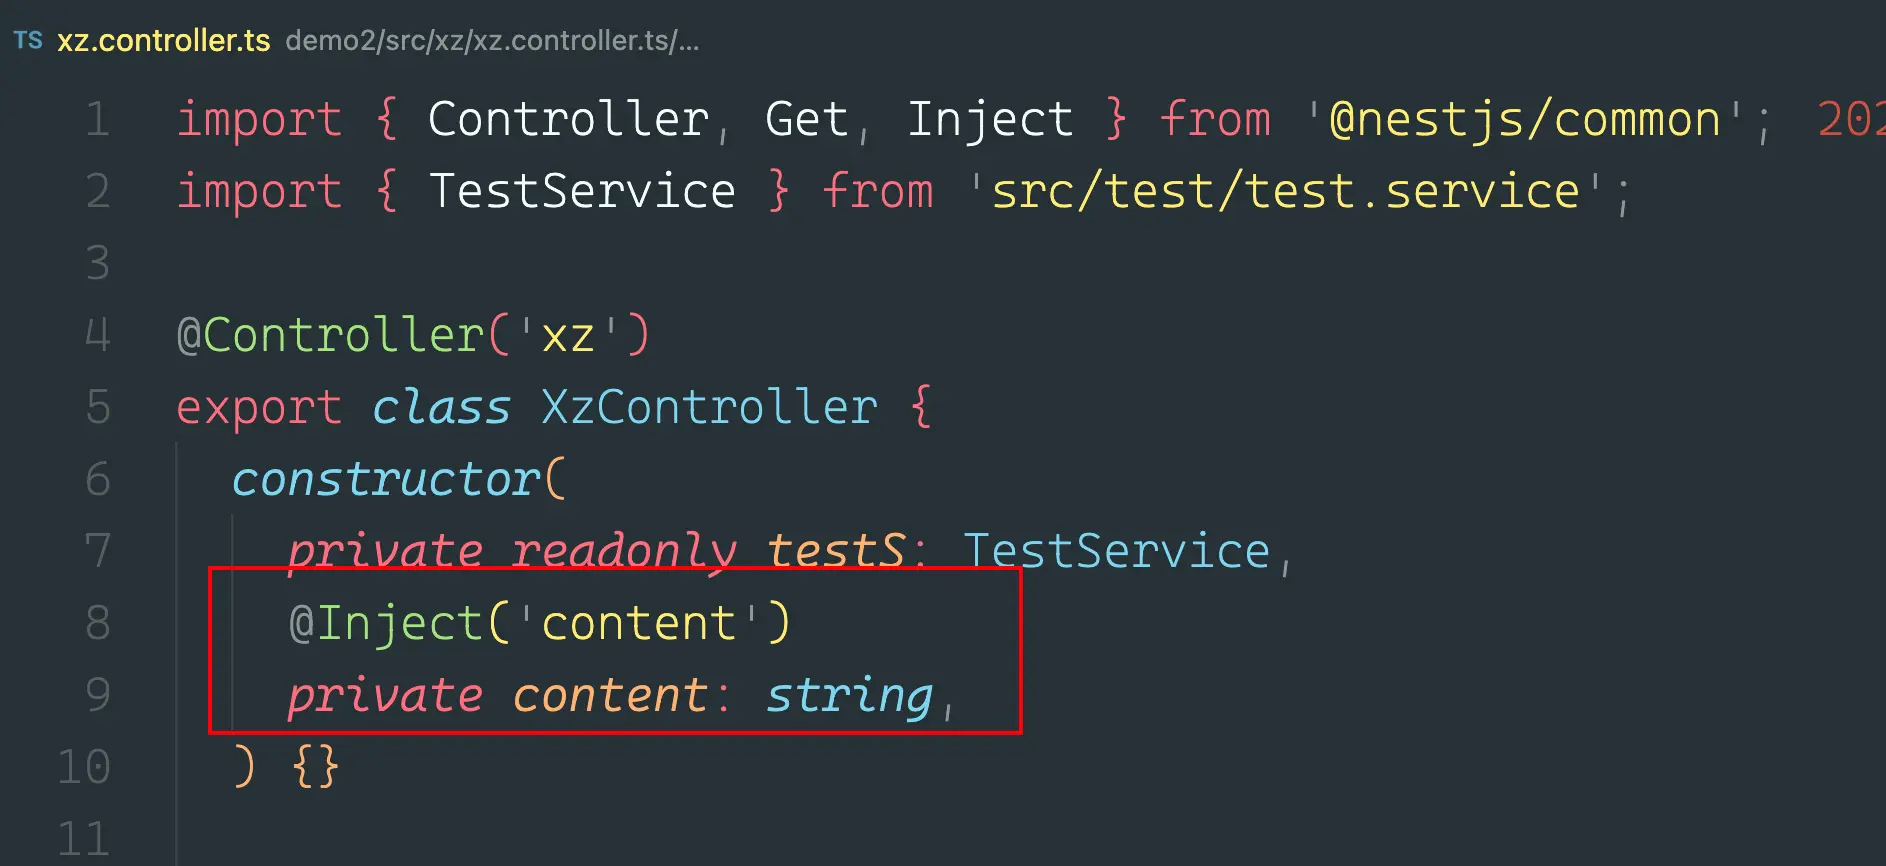 TS xz.controller.ts demo2/src/xz/xz.controller.ts/...
1 import { Controller, Get, Inject } from '@nestjs/common'; 202
2 import { TestService } from 'src/test/test.service';
3
4 @Controller('xz')
5 export class XzController {
6 constructor(
7 private readonly testS: TestService,
8 @Inject('content')
9 private content: string,
10 ) {}
11